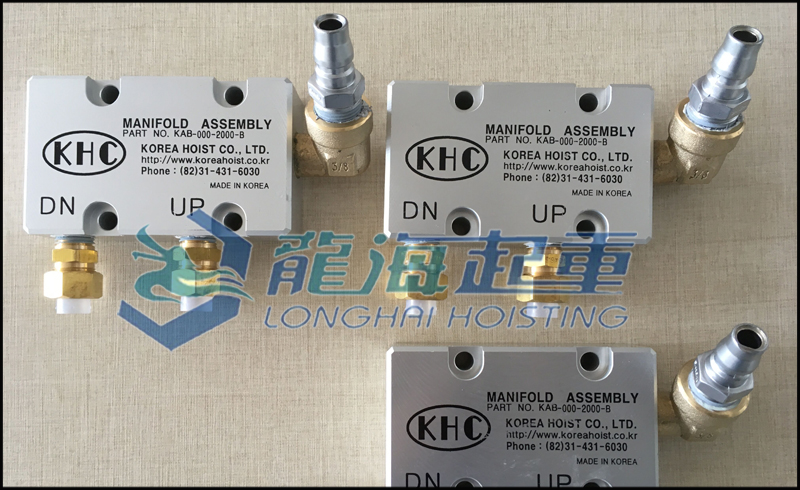 KHC
MANIFOLD ASSEMBLY
PART NO. KAB-000-2000-B
KOREA HOIST CO., LTD.
http://www.koreahoist.co.kr
Phone : (82)31-431-6030
MADE IN KOREA
DN UP
3/8
KHC
MANIFOLD ASSEMBLY
PART NO. KAB-000-2000-B
KOREA HOIST CO., LTD.
http://www.koreahoist.co.kr
Phone : (82)31-431-6030
MADE IN KOREA
DN UP
龍海起重
LONGHAI HOISTING
KHC
MANIFOLD ASSEMBLY
PART NO. KAB-000-2000-B
KOREA HOIST CO., LTD.
http://www.koreahoist.co.kr
Phone : (82)31-431-6030
MADE IN KOREA
DN UP